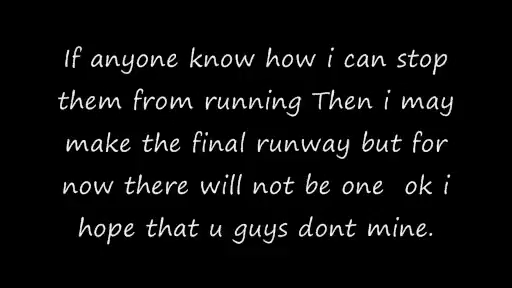 If anyone know how i can stop
them from running Then i may
make the final runway but for
now there will not be one  ok i
hope that u guys dont mine.